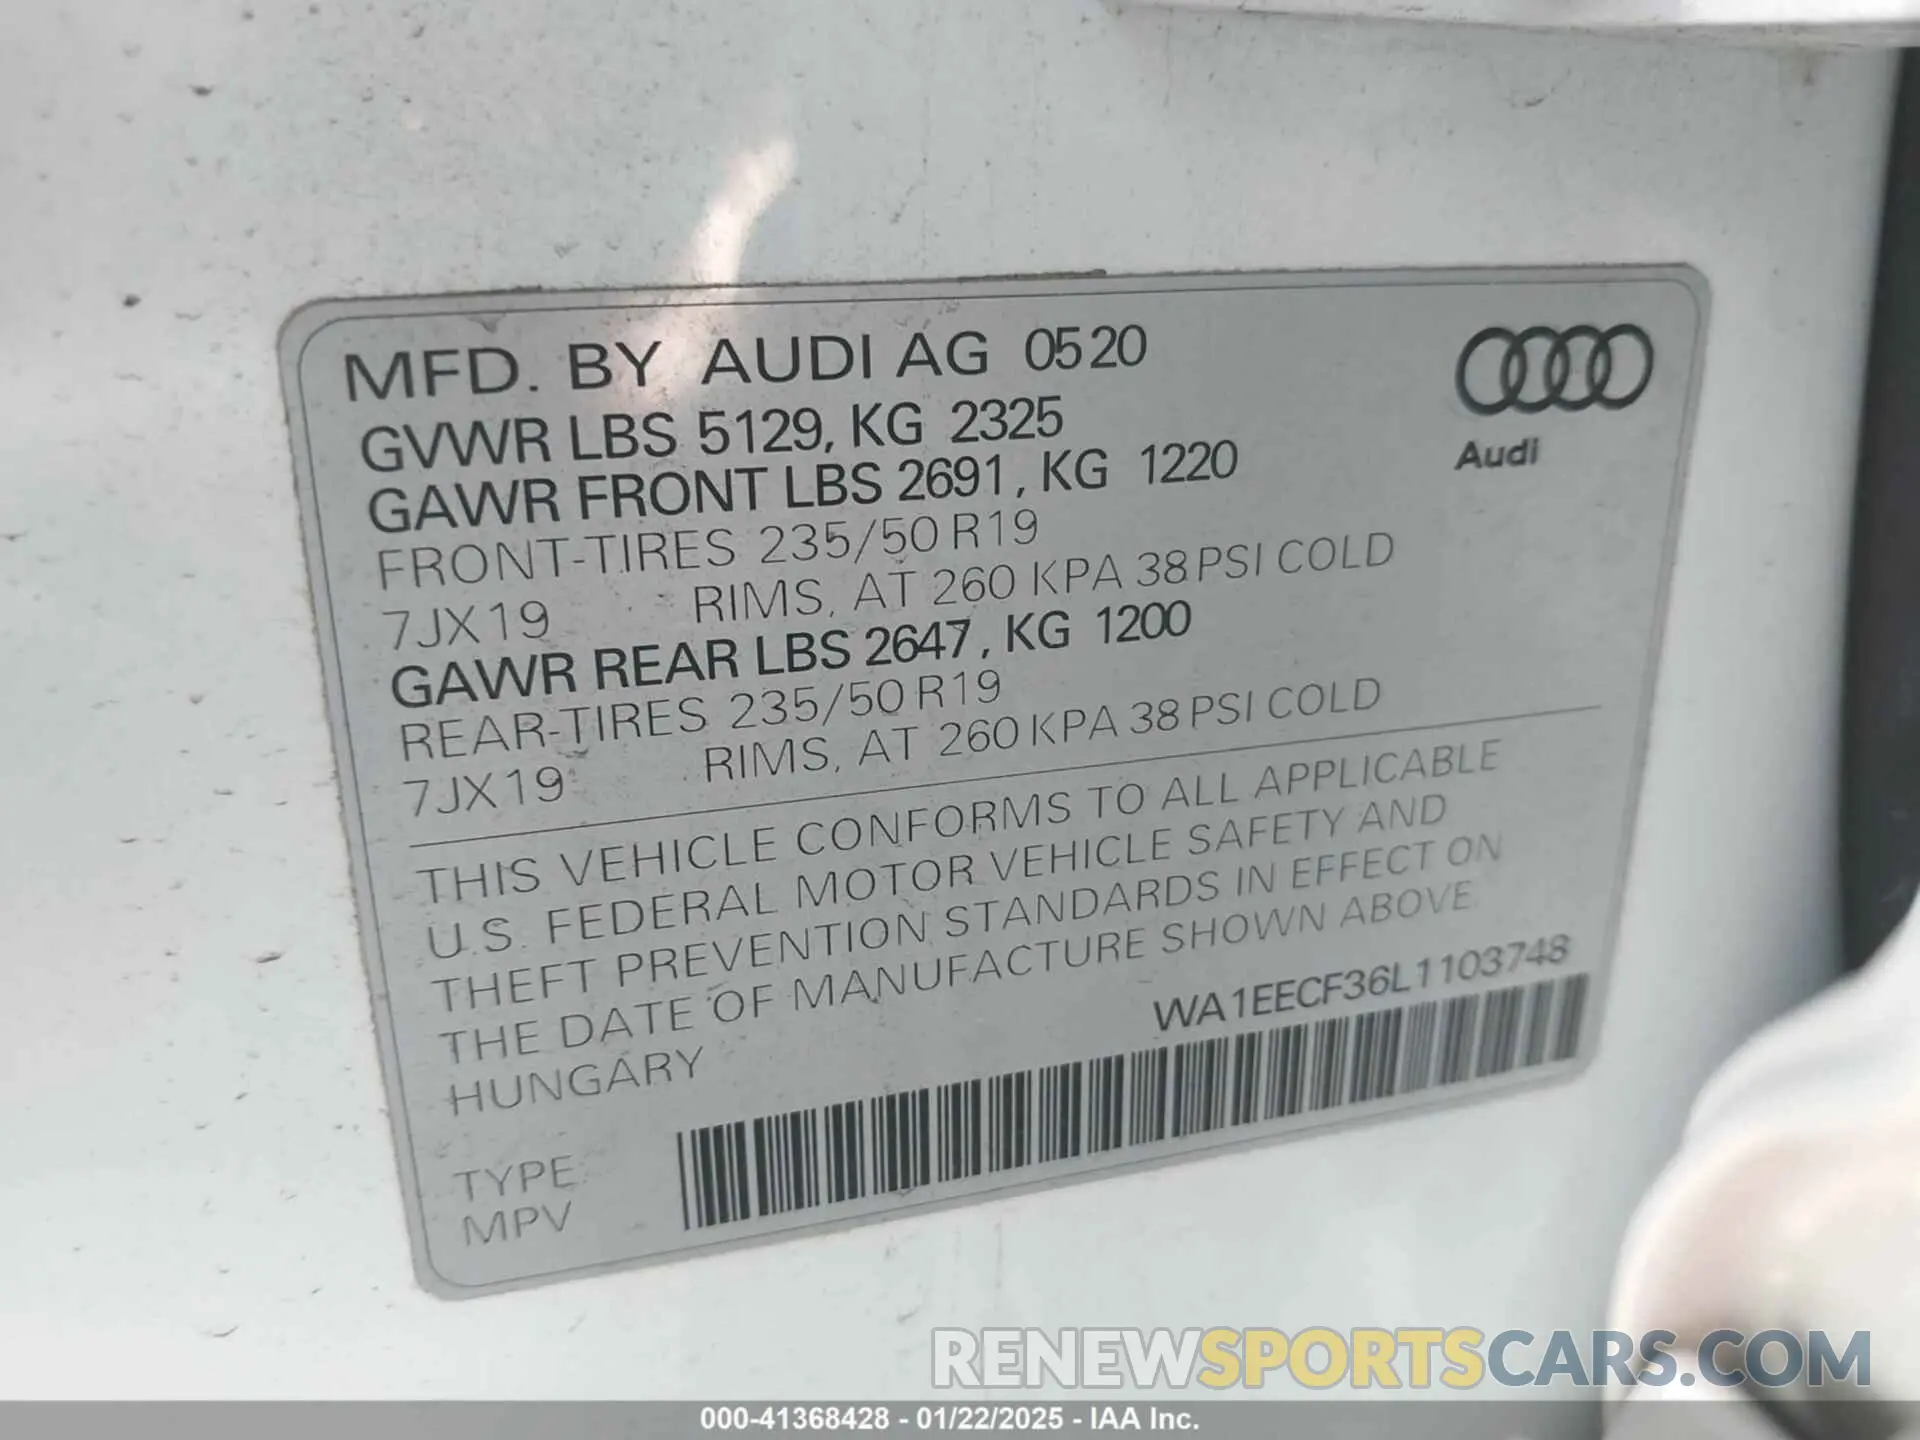 MFD. BY AUDI AG 0520
GVWR LBS 5129, KG 2325
GAWR FRONT LBS 2691, KG 1220
FRONT-TIRES 235/50 R19
7JX19 RIMS, AT 260 KPA 38 PSI COLD
GAWR REAR LBS 2647, KG 1200
REAR-TIRES 235/50 R19
7JX19 RIMS, AT 260 KPA 38 PSI COLD
Audi
THIS VEHICLE CONFORMS TO ALL APPLICABLE
U.S. FEDERAL MOTOR VEHICLE SAFETY AND
THEFT PREVENTION STANDARDS IN EFFECT ON
THE DATE OF MANUFACTURE SHOWN ABOVE.
HUNGARY
WA1EECF36L1103748
TYPE:
MPV
RENEWSPORTSCARS.COM
000-41368428 - 01/22/2025 - IAA Inc.